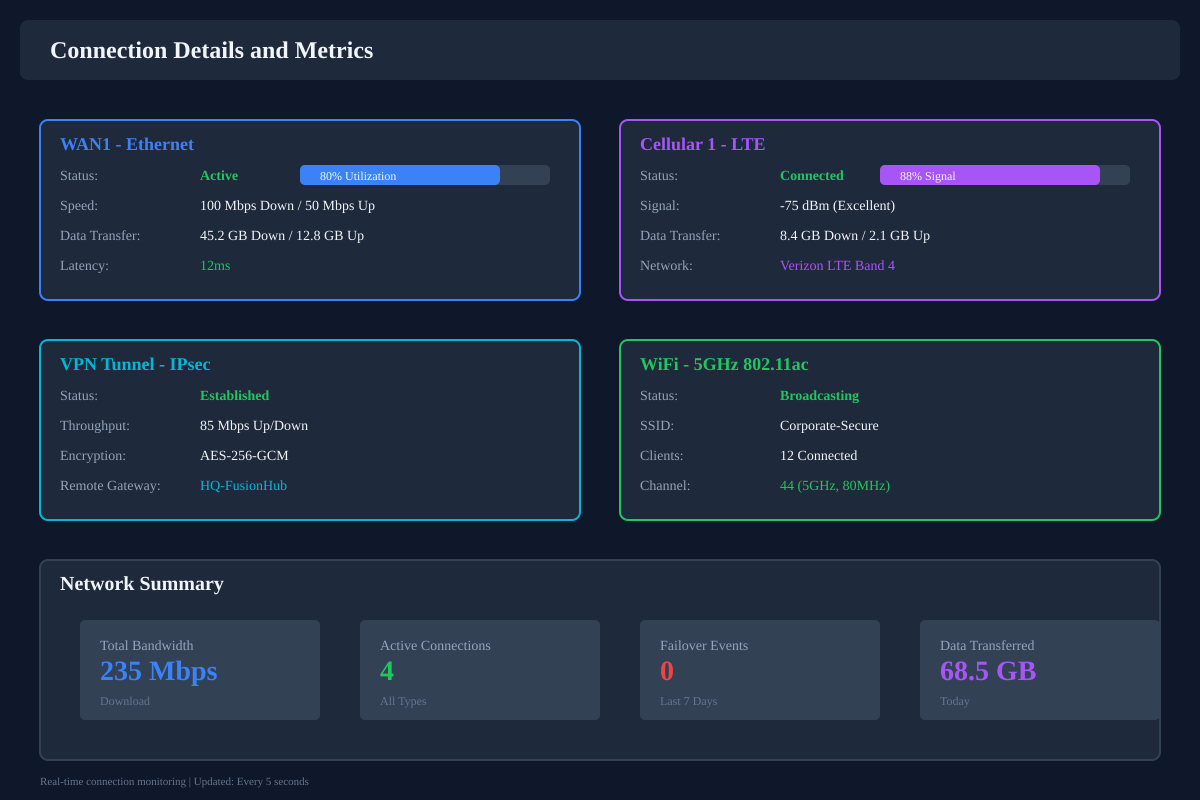 Connection Details and Metrics
WAN1 - Ethernet
Status: Active 80% Utilization
Speed: 100 Mbps Down / 50 Mbps Up
Data Transfer: 45.2 GB Down / 12.8 GB Up
Latency: 12ms
Cellular 1 - LTE
Status: Connected 88% Signal
Signal: -75 dBm (Excellent)
Data Transfer: 8.4 GB Down / 2.1 GB Up
Network: Verizon LTE Band 4
VPN Tunnel - IPsec
Status: Established
Throughput: 85 Mbps Up/Down
Encryption: AES-256-GCM
Remote Gateway: HQ-FusionHub
WiFi - 5GHz 802.11ac
Status: Broadcasting
SSID: Corporate-Secure
Clients: 12 Connected
Channel: 44 (5GHz, 80MHz)
Network Summary
Total Bandwidth
235 Mbps
Download
Active Connections
4
All Types
Failover Events
0
Last 7 Days
Data Transferred
68.5 GB
Today
Real-time connection monitoring | Updated: Every 5 seconds